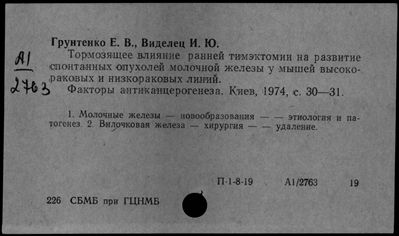 Грунтенко Е. В., Виделец И. Ю.
Тормозящее влияние ранней тимэктомии на развитие
спонтанных опухолей молочной железы у мышей высоко-
раковых и низкораковых линий.
Факторы антиканцерогенеза. Киев, 1974, с. 30—31.
А1/2763
1. Молочные железы — новообразования — — этиология и па-
тогенез. 2. Вилочковая железа — хирургия — — удаление.
П-1-8-19 А1/2763 19
226 СБМБ при ГЦНМБ